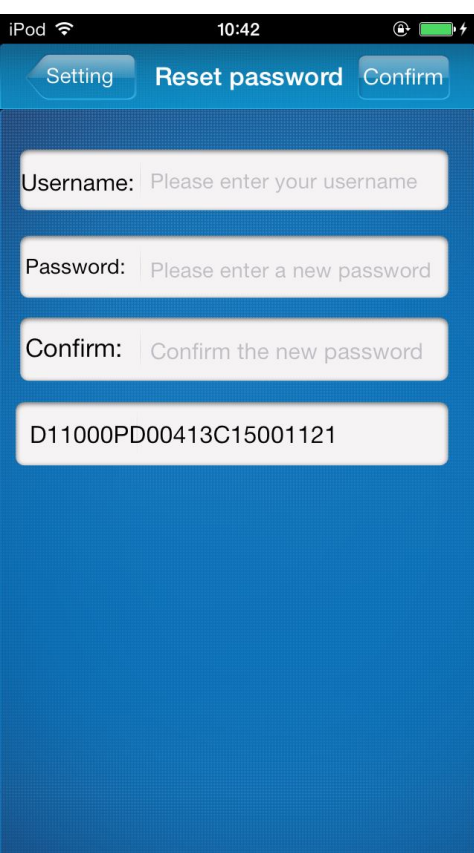 iPod 10:42
Setting Reset password Confirm
Username: Please enter your username
Password: Please enter a new password
Confirm: Confirm the new password
D11000PD00413C15001121